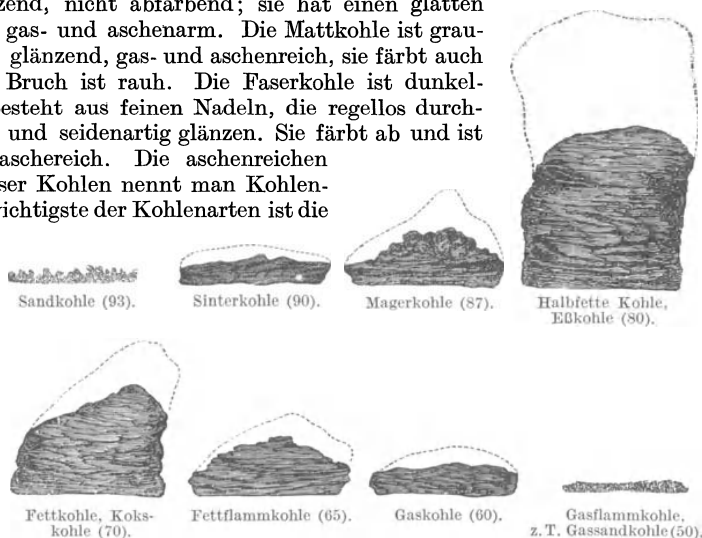 zend, nicht abfärbend; sie hat einen glatten
gas- und aschenarm. Die Mattkohle ist grau-
glänzend, gas- und aschenreich, sie färbt auch
Bruch ist rauh. Die Faserkohle ist dunkel-
esteht aus feinen Nadeln, die regellos durch-
und seidenartig glänzen. Sie färbt ab und ist
aschereich. Die aschenreichen
ser Kohlen nennt man Kohlen-
ichtigste der Kohlenarten ist die
Sandkohle (93).
Sinterkohle (90).
Magerkohle (87).
Halbfette Kohle,
Eßkohle (80).
Fettkohle, Koks-
kohle (70).
Fettflammkohle (65).
Gaskohle (60).
Gasflammkohle,
z. T. Gassandkohle (50).